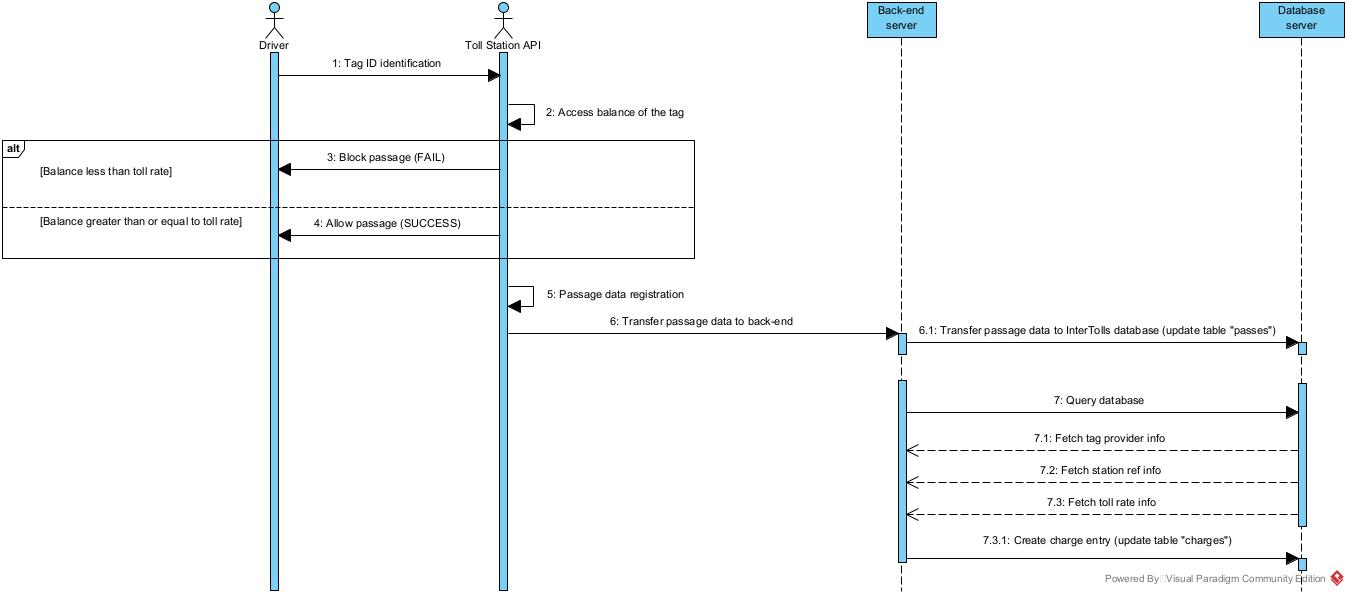 Back-end
server
Database
server
Driver
Toll Station API
1: Tag ID identification
2: Access balance of the tag
alt
3: Block passage (FAIL)
[Balance less than toll rate]
[Balance greater than or equal to toll rate]
4: Allow passage (SUCCESS)
5: Passage data registration
6: Transfer passage data to back-end
6.1: Transfer passage data to InterTolls database (update table "passes")
7: Query database
7.1: Fetch tag provider info
7.2: Fetch station ref info
7.3: Fetch toll rate info
7.3.1: Create charge entry (update table "charges")
Powered By Visual Paradigm Community Edition